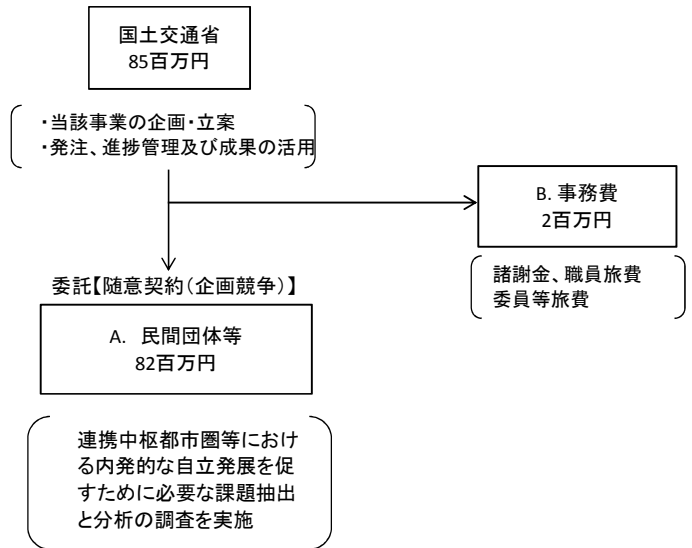 国土交通省
85百万円
・当該事業の企画・立案
・発注、進捗管理及び成果の活用
B. 事務費
2百万円
諸謝金、職員旅費
委員等旅費
委託【随意契約(企画競争)】
A. 民間団体等
82百万円
連携中枢都市圏等におけ
る内発的な自立発展を促
すために必要な課題抽出
と分析の調査を実施